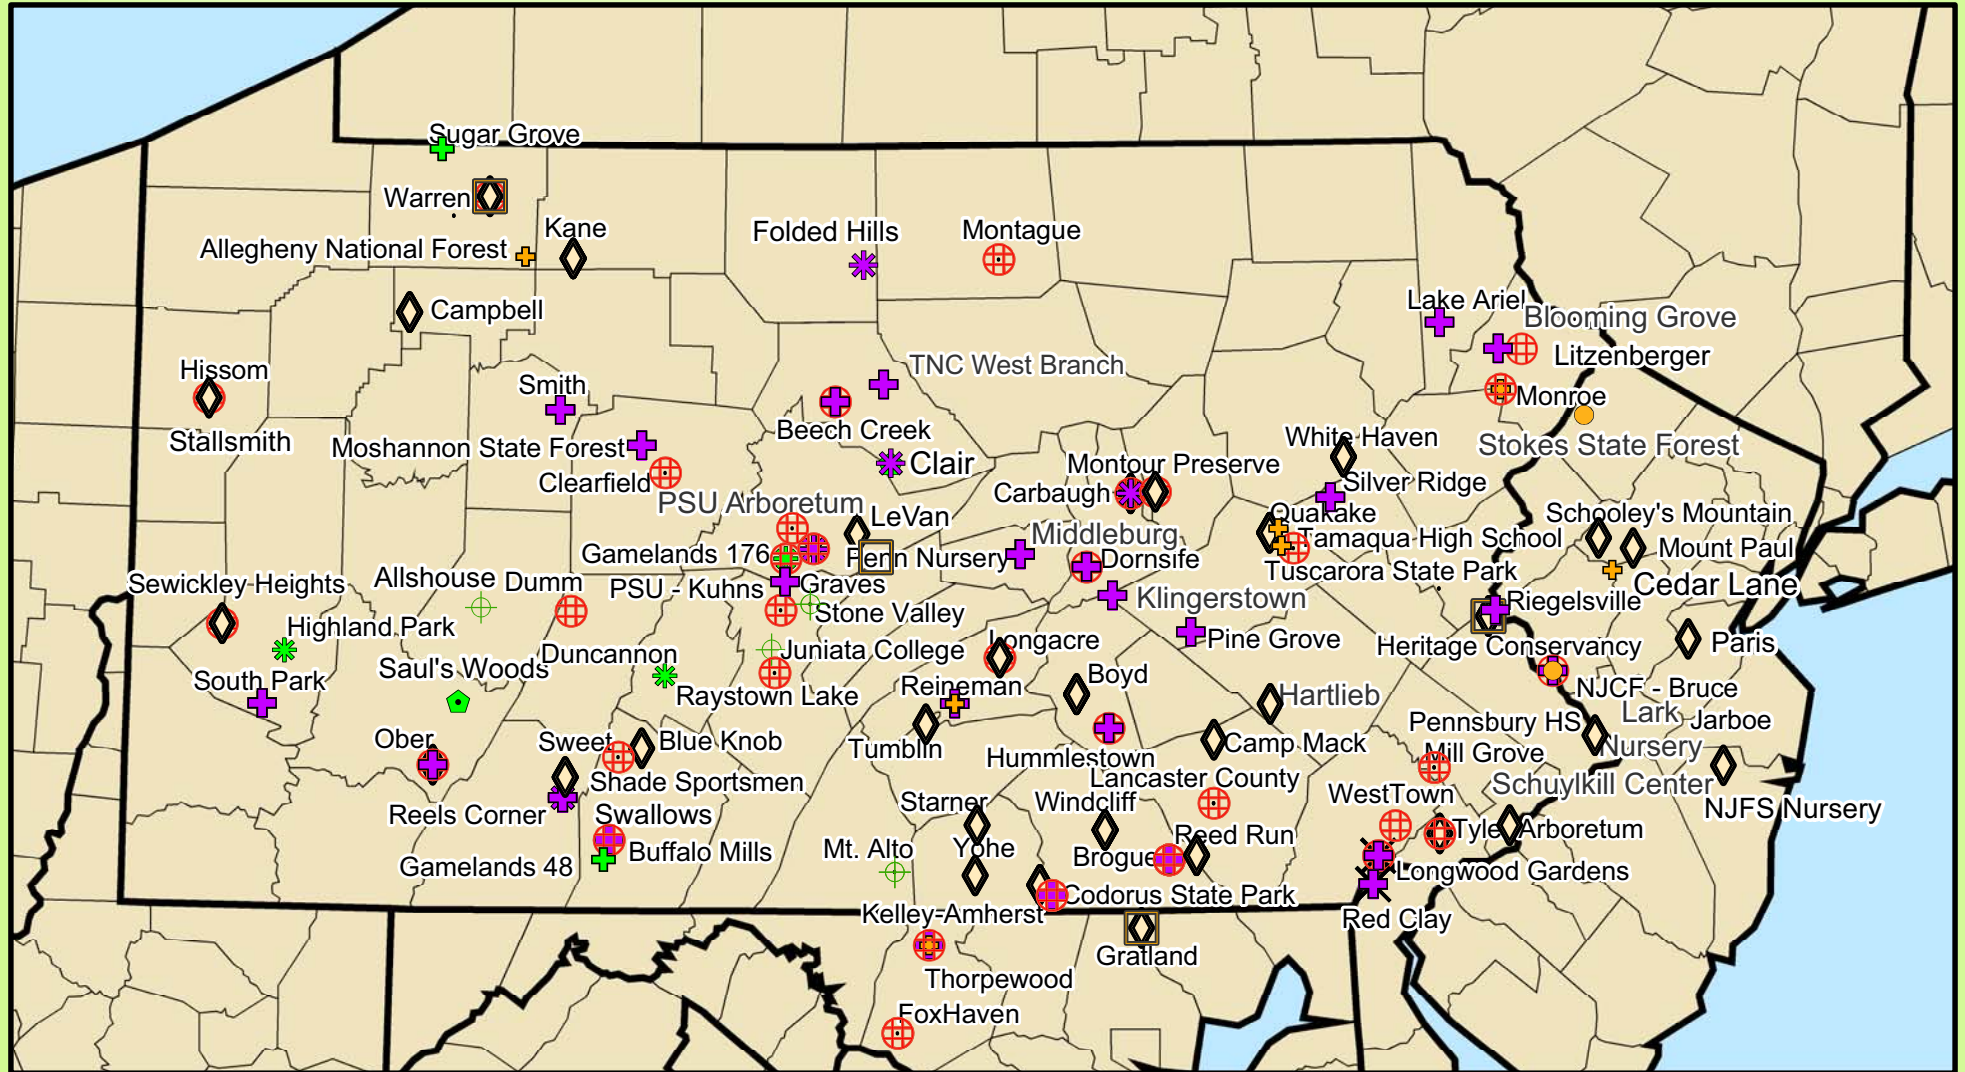 Sugar Grove
Warren
Kane
Folded Hills
Montague
Allegheny National Forest
Campbell
Lake Ariel
Blooming Grove
Litzenberger
Hissom
TNC West Branch
Smith
Monroe
Beech Creek
Stallsmith
Moshannon State Forest
White Haven
Stokes State Forest
Clair
Montour Preserve
Clearfield
Carbaugh
Silver Ridge
PSU Arboretum
LeVan
Quakake
Schooley's Mountain
Middleburg
Tamaqua High School
Mount Paul
Gamelands 176
Penn Nursery
Dornsife
Tuscarora State Park
Sewickley Heights
Allshouse
Dumm
PSU - Kuhns
Graves
Cedar Lane
Klingerstown
Riegelsville
Highland Park
Stone Valley
Pine Grove
Heritage Conservancy
Paris
Duncannon
Juniata College
Longacre
Saul's Woods
South Park
Raystown Lake
Reineman
Boyd
Hartlieb
NJCF - Bruce
Lark
Jarboe
Pennsbury HS
Ober
Sweet
Blue Knob
Tumblin
Hummlestown
Camp Mack
Nursery
Mill Grove
Shade Sportsmen
Lancaster County
Schuylkill Center
WestTown
Reels Corner
Swallows
Starner
Windcliff
NJFS Nursery
Reed Run
Tyler Arboretum
Gamelands 48
Buffalo Mills
Mt. Alto
Yohe
Brogue
Longwood Gardens
Codorus State Park
Kelley-Amherst
Red Clay
Gratland
Thorpewood
FoxHaven